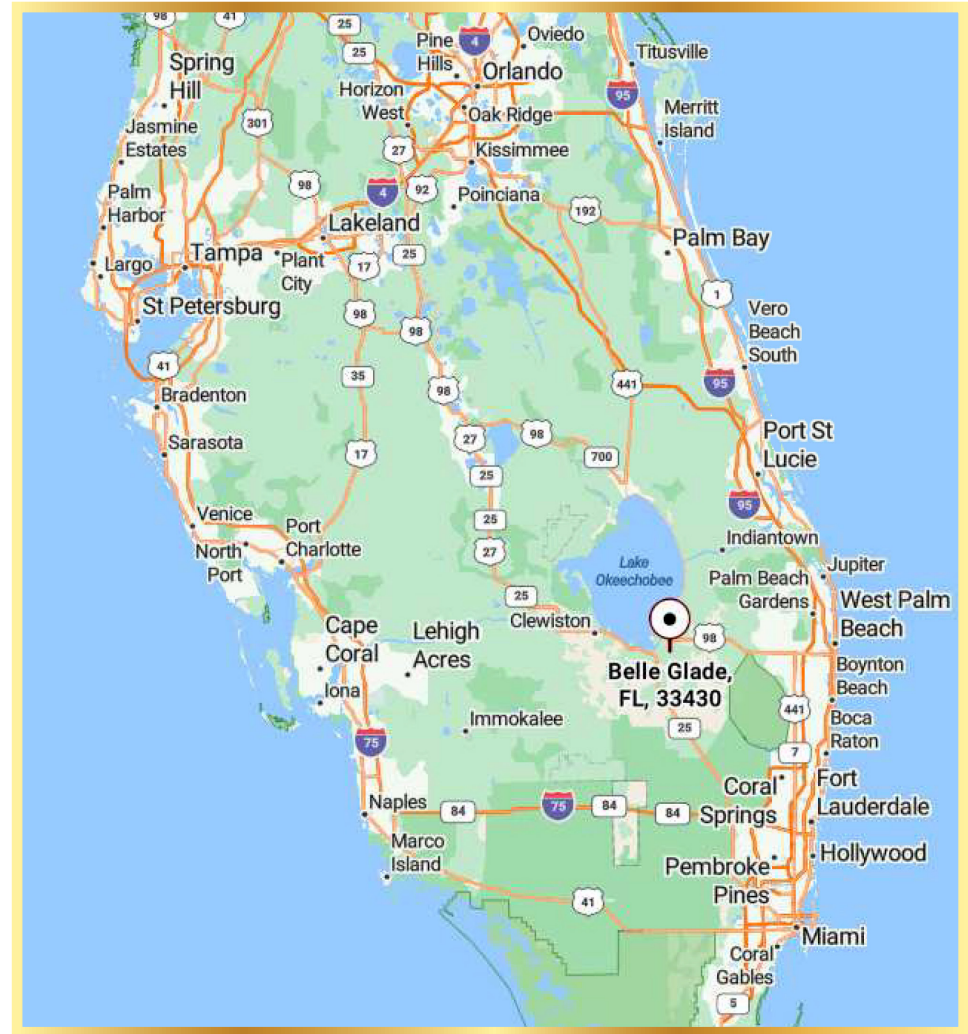 98
41
25
4
Pine
Hills
Oviedo
Titusville
Spring
Hill
Orlando
Horizon
West
95
Merritt
Island
Oak Ridge
301
Jasmine
Estates
27
Kissimmee
98
4
92
Poinciana
192
Palm
Harbor
Lakeland
Palm Bay
Tampa
Plant
City
17
25
Largo
1
St Petersburg
98
98
Vero
Beach
South
41
35
95
441
98
Bradenton
Sarasota
27
98
17
700
Port St
Lucie
25
95
Venice
25
Port
Charlotte
North
Port
27
Indiantown
Lake
Okeechobee
Jupiter
Palm Beach
Gardens
25
West Palm
Beach
Cape
Coral
Lehigh
Acres
Clewiston
98
Belle Glade,
FL, 33430
Boynton
Beach
Iona
441
Immokalee
25
Boca
Raton
75
7
Coral
Springs
Fort
Lauderdale
Naples
84
75
84
84
Marco
Island
Hollywood
Pembroke
Pines
41
Miami
Coral
Gables
5